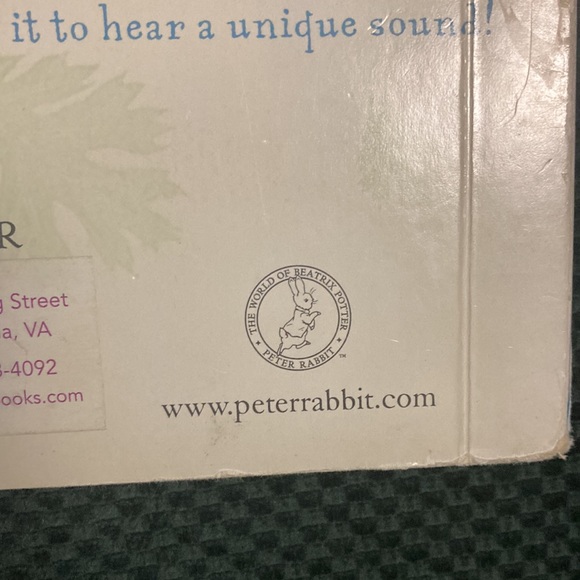 it to hear a unique sound!
R
g Street
a, VA
-4092
ooks.com
THE WORLD OF BEATRIX POTTER
PETER RABBIT
TM
www.peterrabbit.com